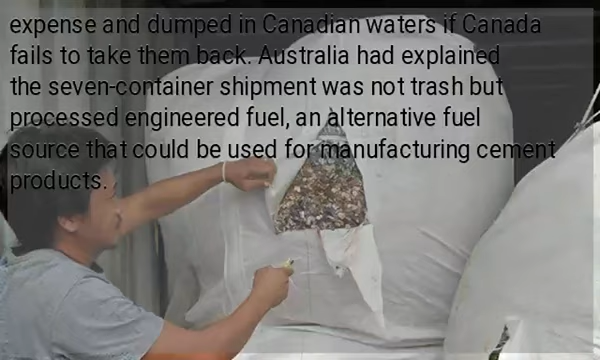 expense and dumped in Canadian waters if Canada
fails to take them back. Australia had explained
the seven-container shipment was not trash but
processed engineered fuel, an alternative fuel
source that could be used for manufacturing cement
products.